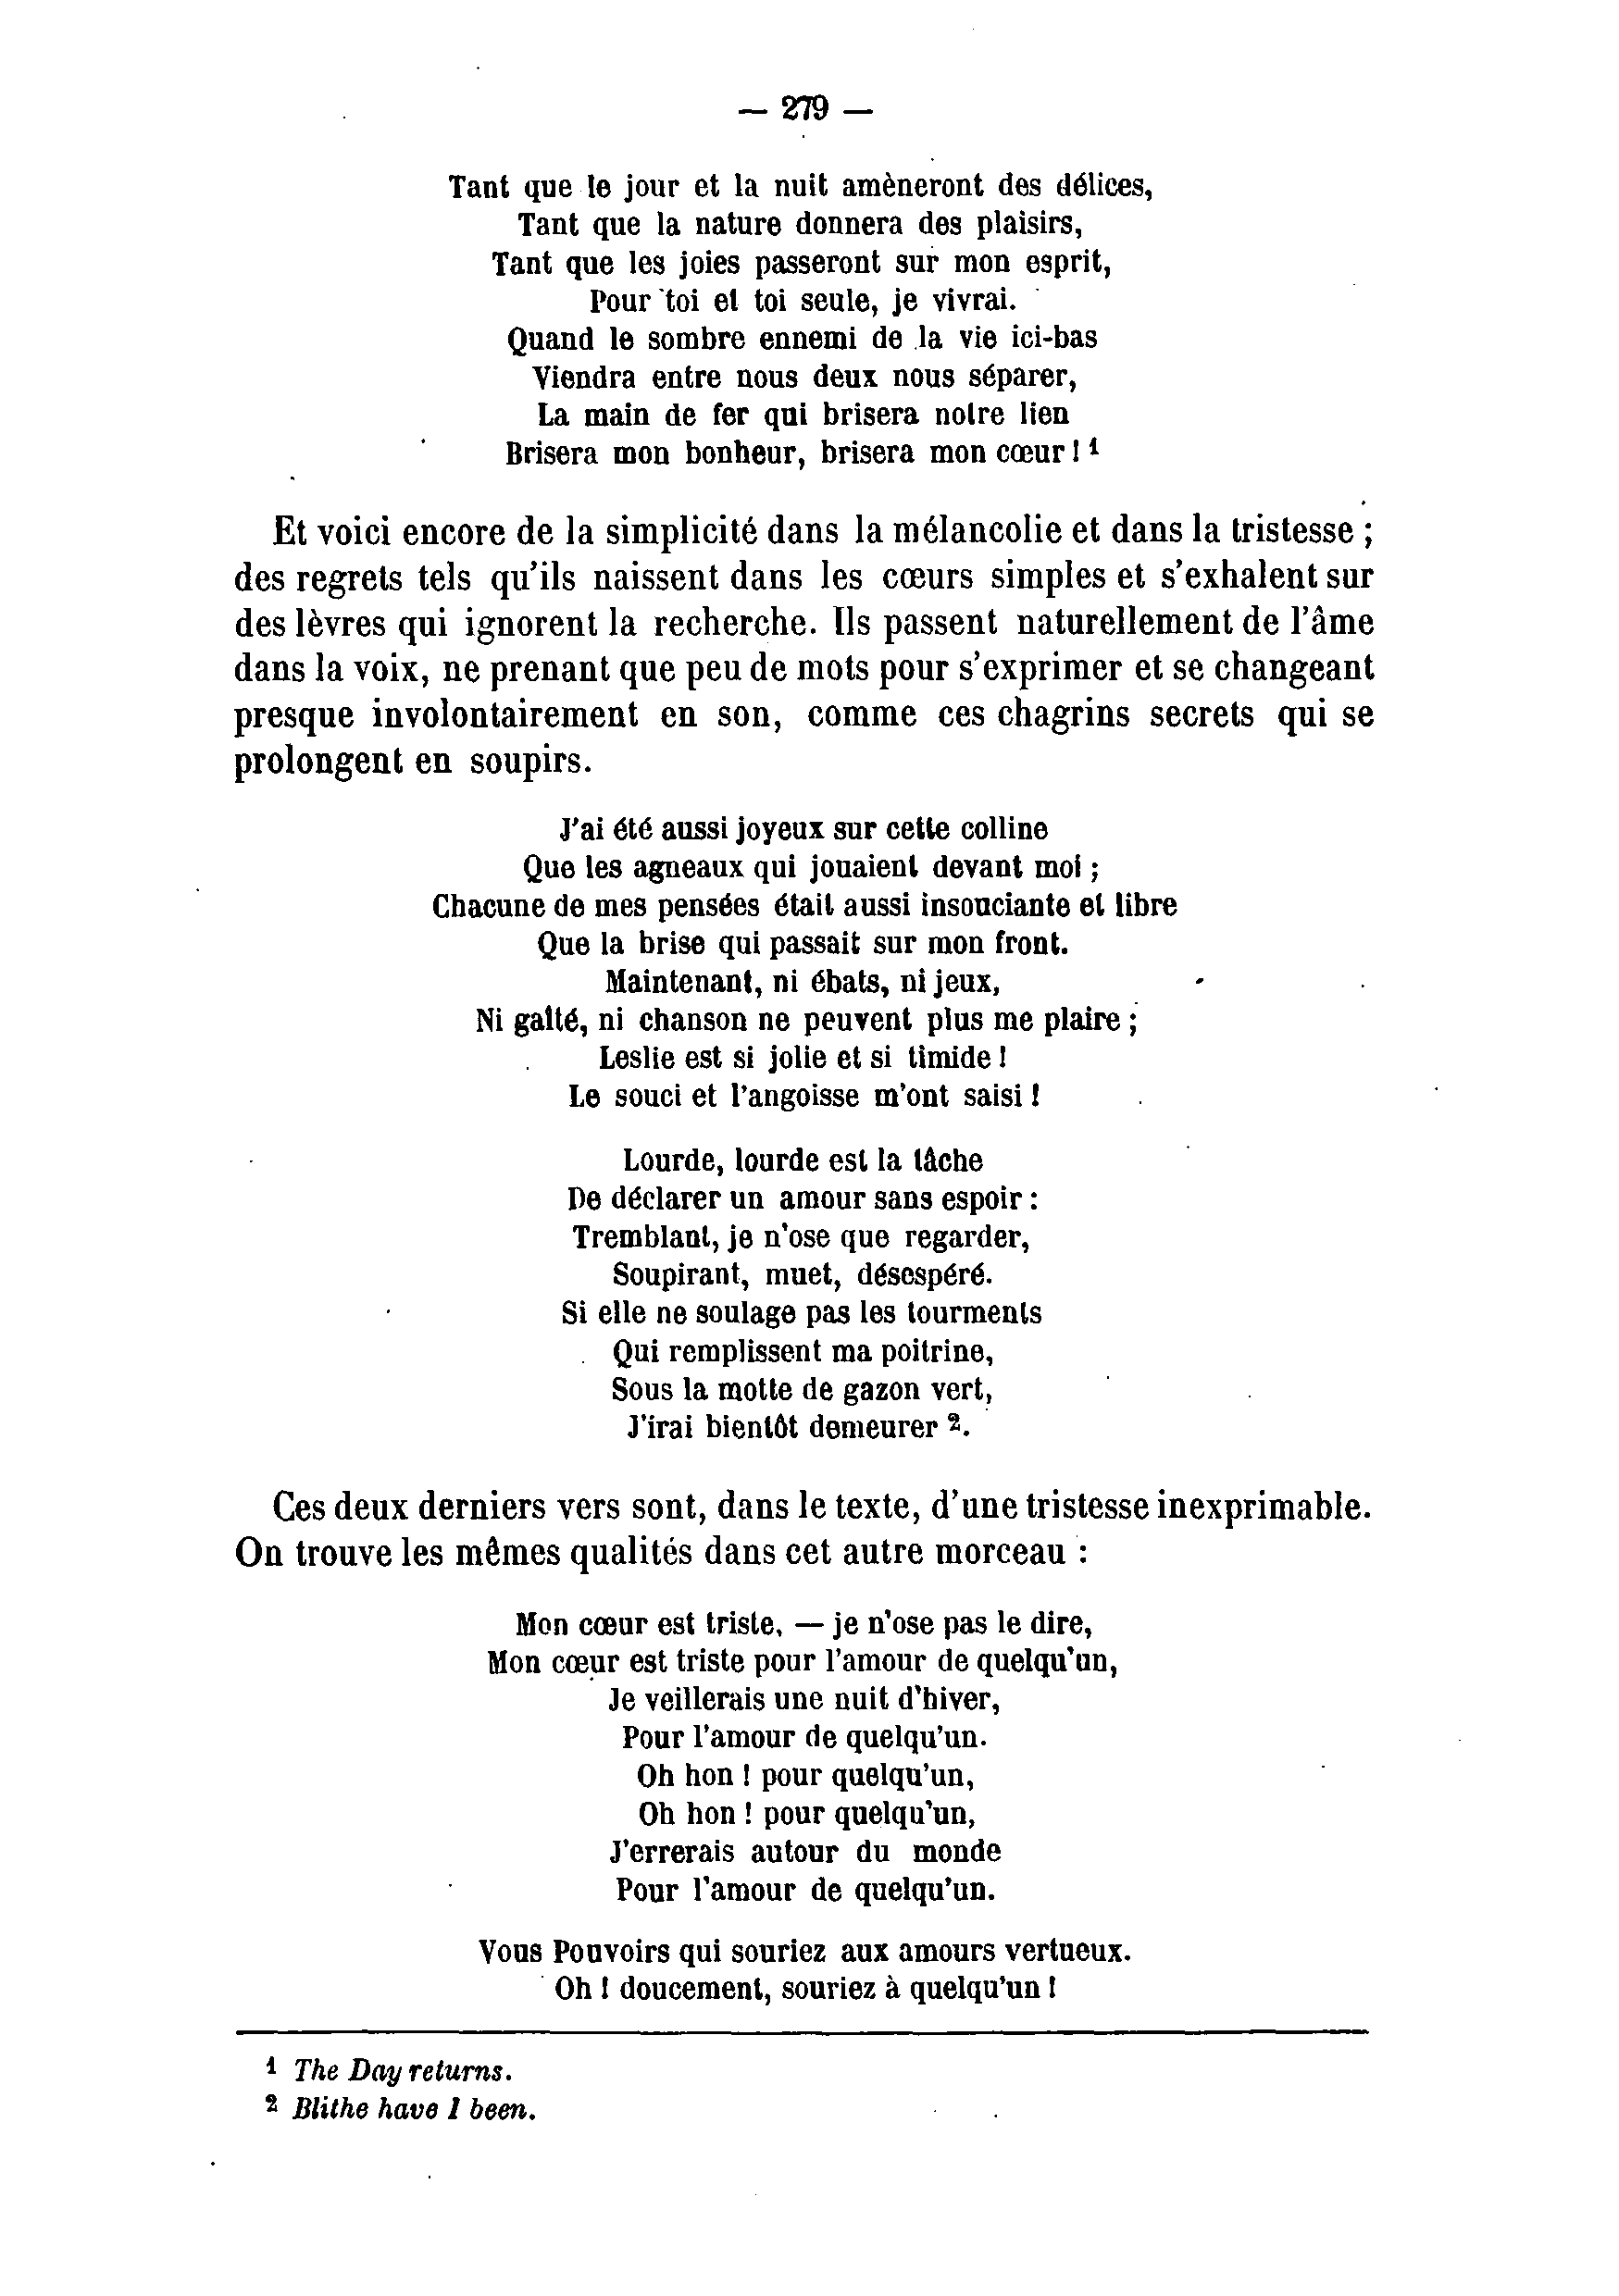 — 279 —
Tant que le jour et la nuit amèneront des délices,
Tant que la nature donnera des plaisirs,
Tant que les joies passeront sur mon esprit,
Pour toi et toi seule, je vivrai.
Quand le sombre ennemi de la vie ici-bas
Viendra entre nous deux nous séparer,
La main de fer qui brisera notre lien
Brisera mon bonheur, brisera mon cœur ! ¹
Et voici encore de la simplicité dans la mélancolie et dans la tristesse ;
des regrets tels qu'ils naissent dans les cœurs simples et s'exhalent sur
des lèvres qui ignorent la recherche. Ils passent naturellement de l'âme
dans la voix, ne prenant que peu de mots pour s'exprimer et se changeant
presque involontairement en son, comme ces chagrins secrets qui se
prolongent en soupirs.
J'ai été aussi joyeux sur cette colline
Que les agneaux qui jouaient devant moi ;
Chacune de mes pensées était aussi insouciante et libre
Que la brise qui passait sur mon front.
Maintenant, ni ébats, ni jeux,
Ni gaîté, ni chanson ne peuvent plus me plaire ;
Leslie est si jolie et si timide !
Le souci et l'angoisse m'ont saisi !
Lourde, lourde est la tâche
De déclarer un amour sans espoir :
Tremblant, je n'ose que regarder,
Soupirant, muet, désespéré.
Si elle ne soulage pas les tourments
Qui remplissent ma poitrine,
Sous la motte de gazon vert,
J'irai bientôt demeurer ².
Ces deux derniers vers sont, dans le texte, d'une tristesse inexprimable.
On trouve les mêmes qualités dans cet autre morceau :
Mon cœur est triste, — je n'ose pas le dire,
Mon cœur est triste pour l'amour de quelqu'un,
Je veillerais une nuit d'hiver,
Pour l'amour de quelqu'un.
Oh hon ! pour quelqu'un,
Oh hon ! pour quelqu'un,
J'errerais autour du monde
Pour l'amour de quelqu'un.
Vous Pouvoirs qui souriez aux amours vertueux.
Oh ! doucement, souriez à quelqu'un !
¹ The Day returns.
² Blithe have I been.